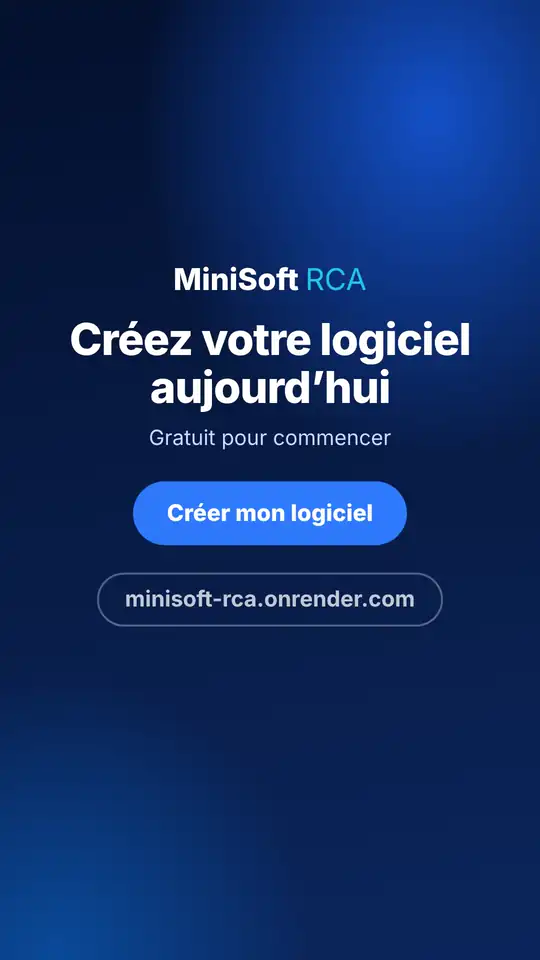 MiniSoft RCA
Créez votre logiciel
aujourd’hui
Gratuit pour commencer
Créer mon logiciel
minisoft-rca.onrender.com